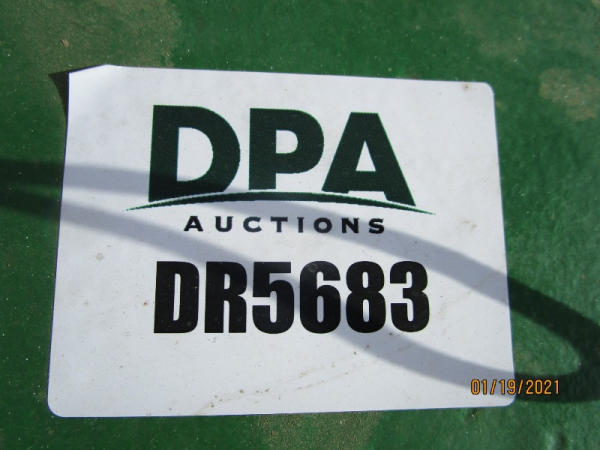 DPA
AUCTIONS
DR5683
01/19/2021